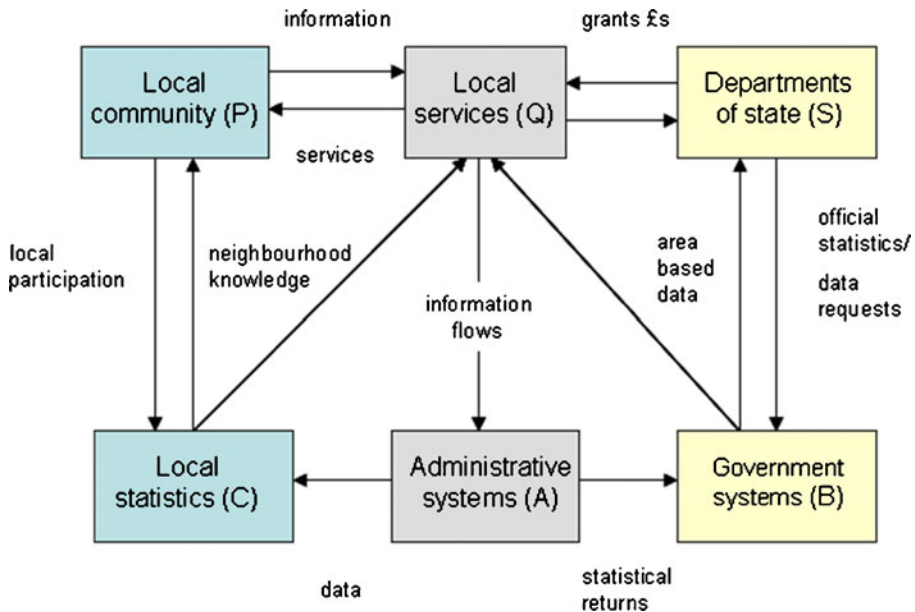 information
grants £s
Local
community (P)
Local
services (Q)
Departments
of state (S)
services
local
participation
neighbourhood
knowledge
information
flows
area
based
data
official
statistics/
data
requests
Local
statistics (C)
Administrative
systems (A)
Government
systems (B)
data
statistical
returns